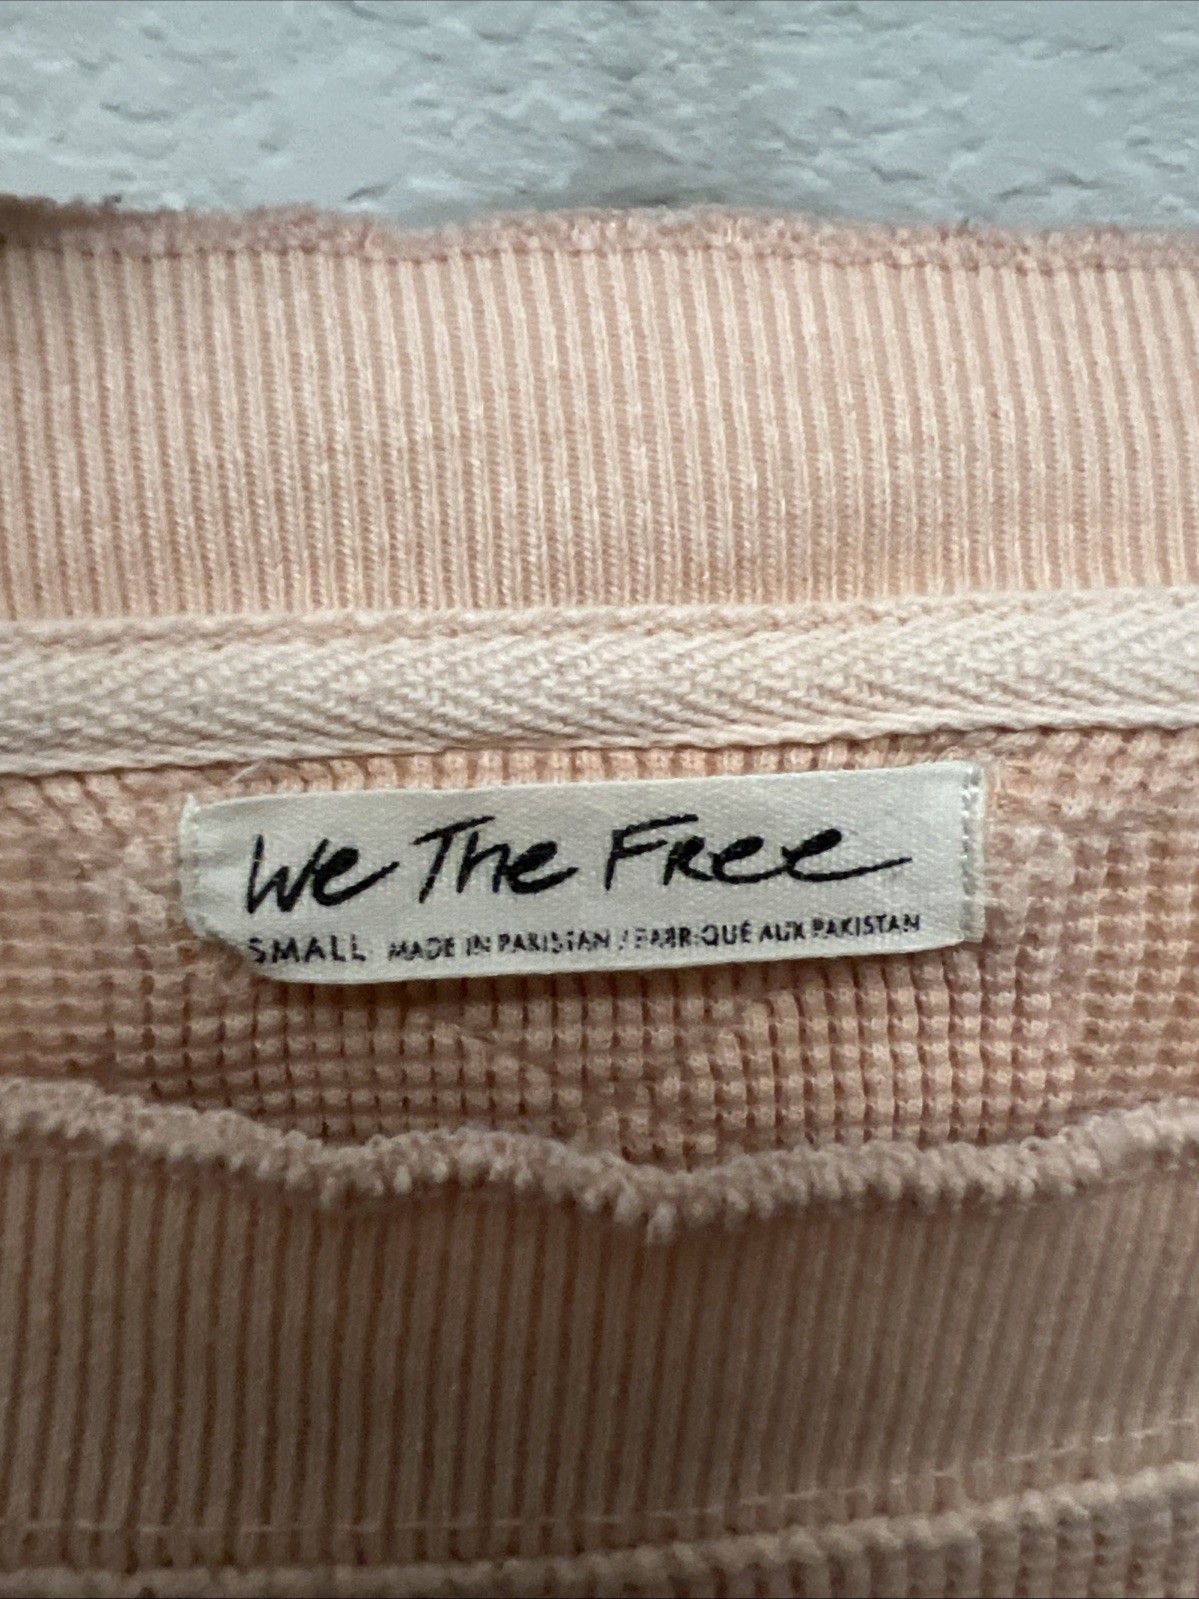 We The Free
SMALL MADE IN PAKISTAN / FABRIQUÉ AUX PAKISTAN